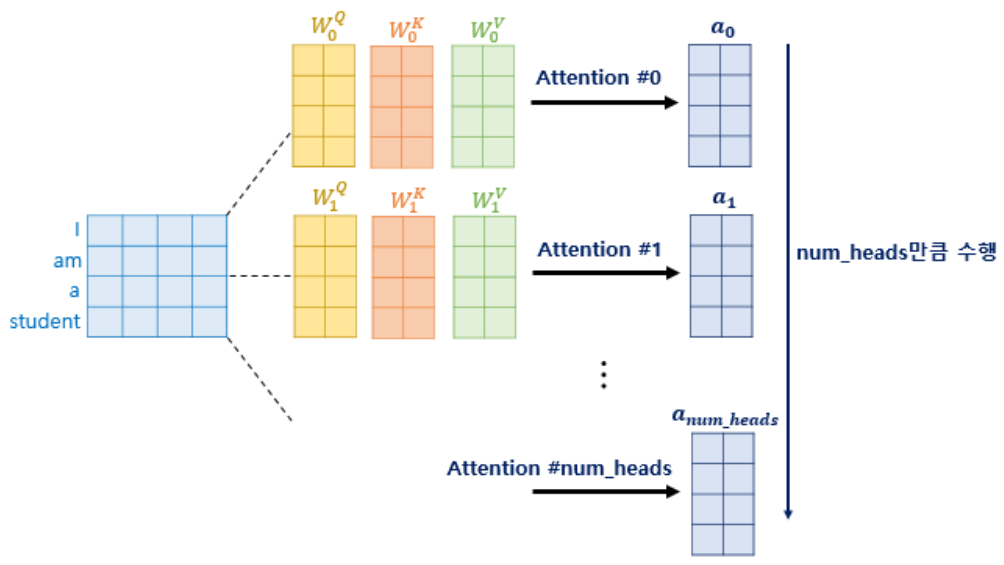 W_0^Q W_0^K W_0^V a_0
Attention #0
W_1^Q W_1^K W_1^V a_1
I
am
a
student
Attention #1
num_heads만큼 수행
⋮
a_num_heads
Attention #num_heads